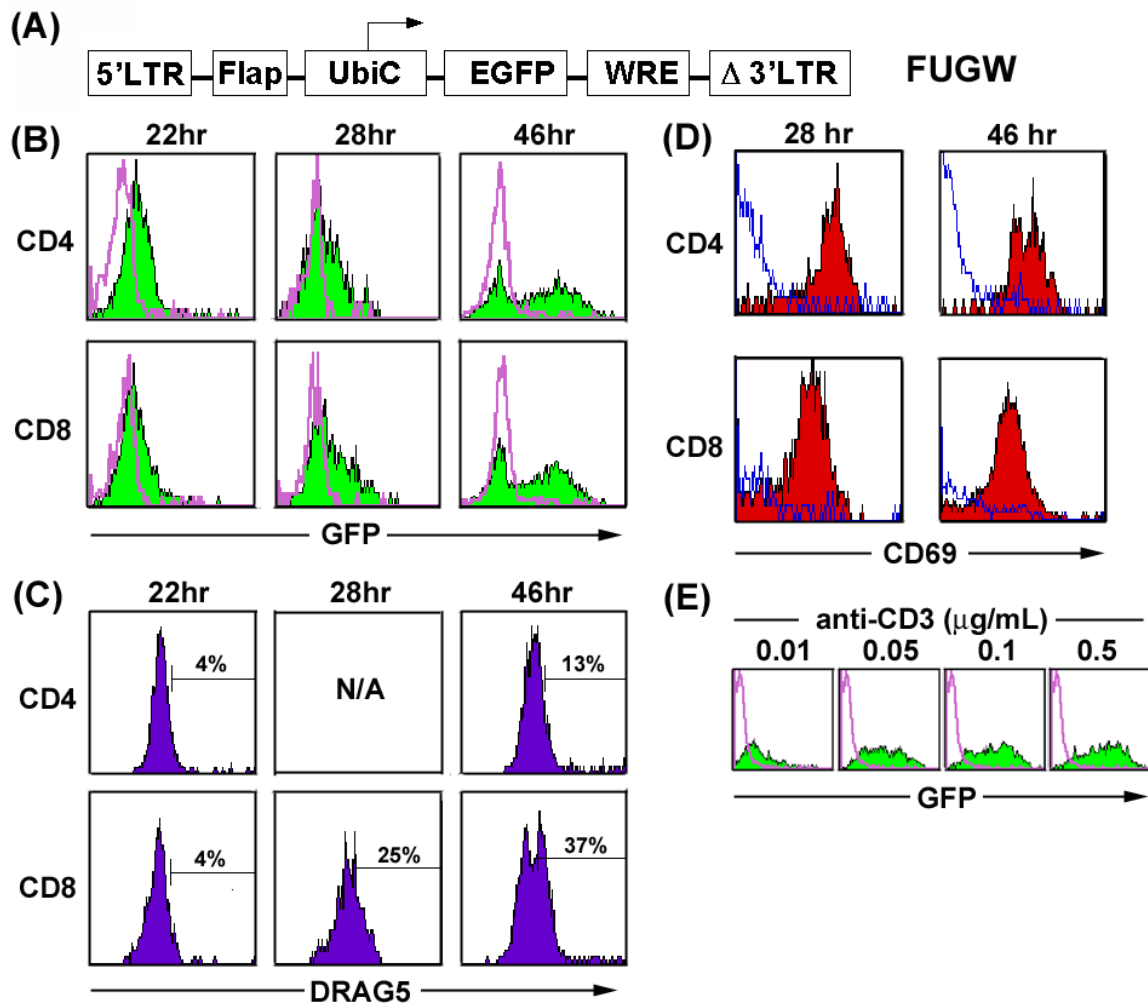 (A)
5'LTR Flap UbiC EGFP WRE Δ 3'LTR FUGW
(B)
22hr 28hr 46hr
CD4
CD8
GFP
(C)
22hr 28hr 46hr
CD4 4% N/A 13%
CD8 4% 25% 37%
DRAG5
(D)
28 hr 46 hr
CD4
CD8
CD69
(E)
anti-CD3 (μg/mL)
0.01 0.05 0.1 0.5
GFP